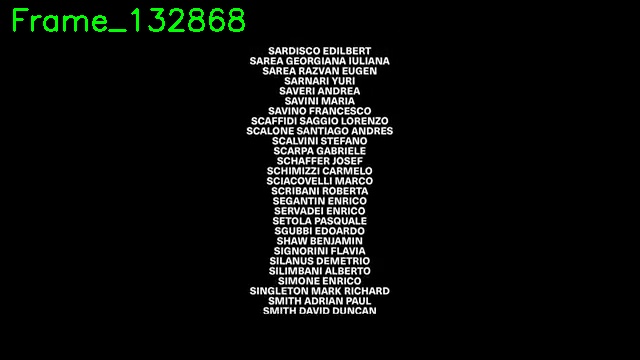 Frame_132868
SARDISCO EDILBERT
SAREA GEORGIANA IULIANA
SAREA RAZVAN EUGEN
SARNARI YURI
SAVERI ANDREA
SAVINI MARIA
SAVINO FRANCESCO
SCAFFIDI SAGGIO LORENZO
SCALONE SANTIAGO ANDRES
SCALVINI STEFANO
SCARPA GABRIELE
SCHAFFER JOSEF
SCHIMIZZI CARMELO
SCIACOVELLI MARCO
SCRIBANI ROBERTA
SEGANTIN ENRICO
SERVADEI ENRICO
SETOLA PASQUALE
SGUBBI EDOARDO
SHAW BENJAMIN
SIGNORINI FLAVIA
SILANUS DEMETRIO
SILIMBANI ALBERTO
SIMONE ENRICO
SINGLETON MARK RICHARD
SMITH ADRIAN PAUL
SMITH DAVID DUNCAN